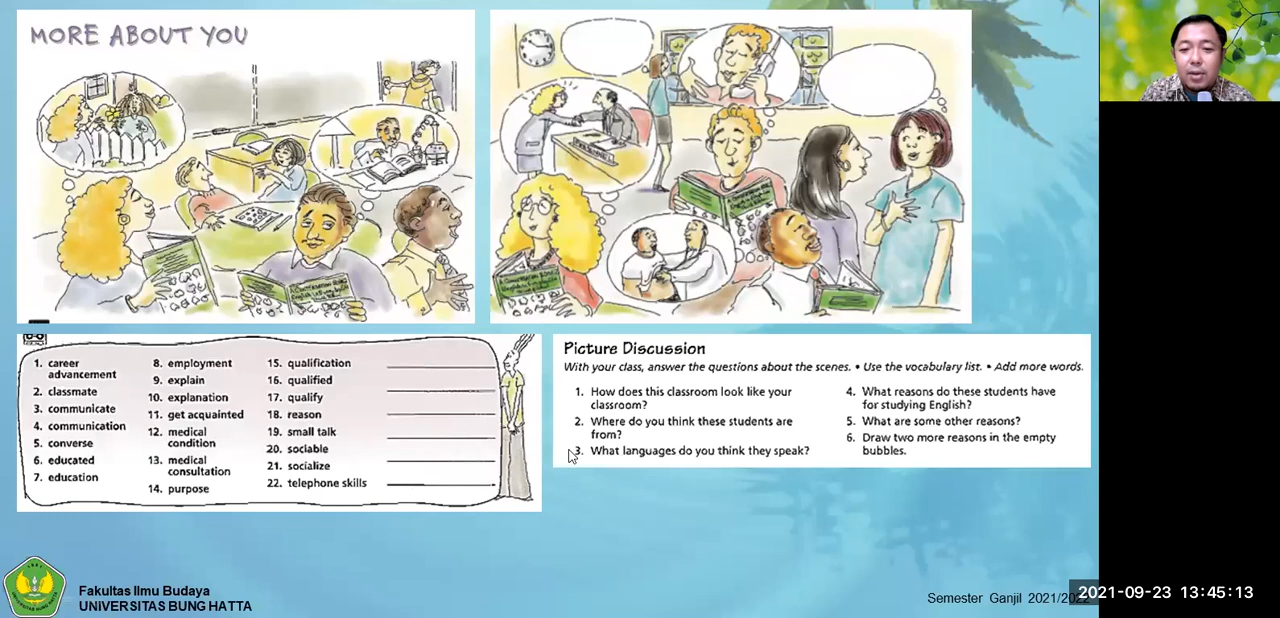 MORE ABOUT YOU
1. career
advancement
2. classmate
3. communicate
4. communication
5. converse
6. educated
7. education
8. employment
9. explain
10. explanation
11. get acquainted
12. medical
condition
13. medical
consultation
14. purpose
15. qualification
16. qualified
17. qualify
18. reason
19. small talk
20. sociable
21. socialize
22. telephone skills
Picture Discussion
With your class, answer the questions about the scenes. • Use the vocabulary list. • Add more words.
1. How does this classroom look like your
classroom?
2. Where do you think these students are
from?
3. What languages do you think they speak?
4. What reasons do these students have
for studying English?
5. What are some other reasons?
6. Draw two more reasons in the empty
bubbles.
Fakultas Ilmu Budaya
UNIVERSITAS BUNG HATTA
Semester Ganjil 2021/2022
2021-09-23 13:45:13